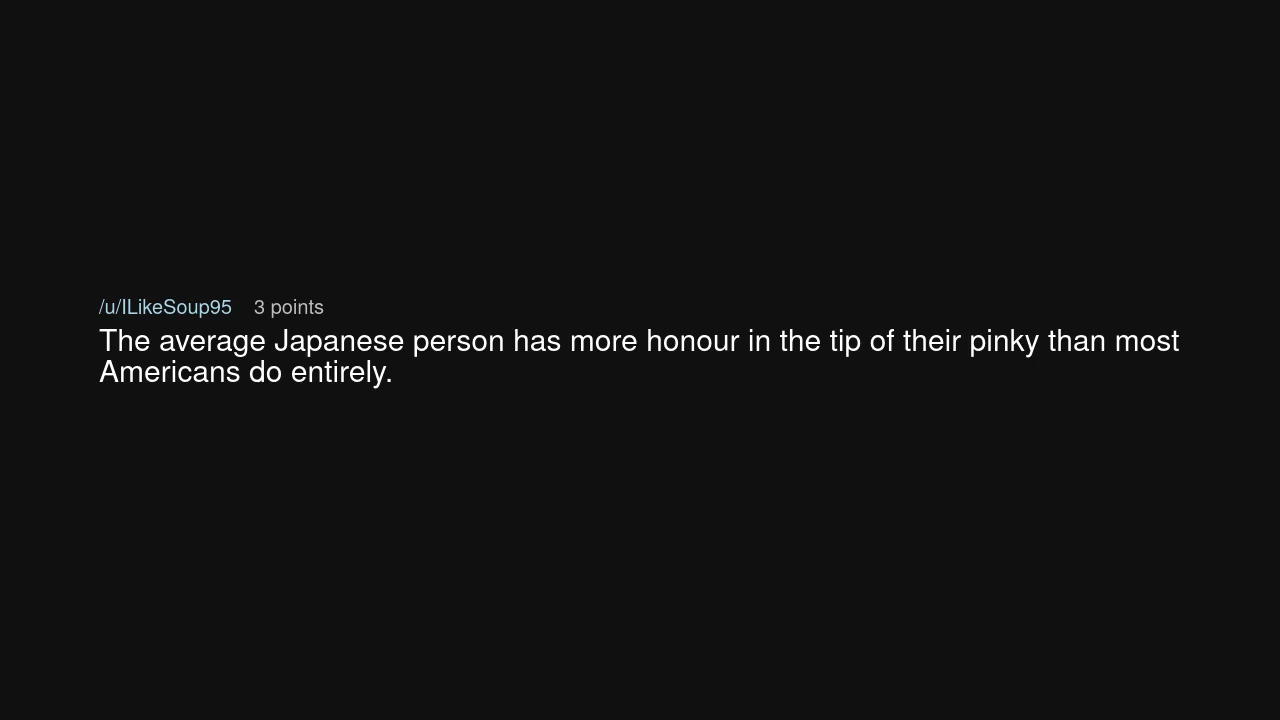 /u/ILikeSoup95 3 points
The average Japanese person has more honour in the tip of their pinky than most
Americans do entirely.